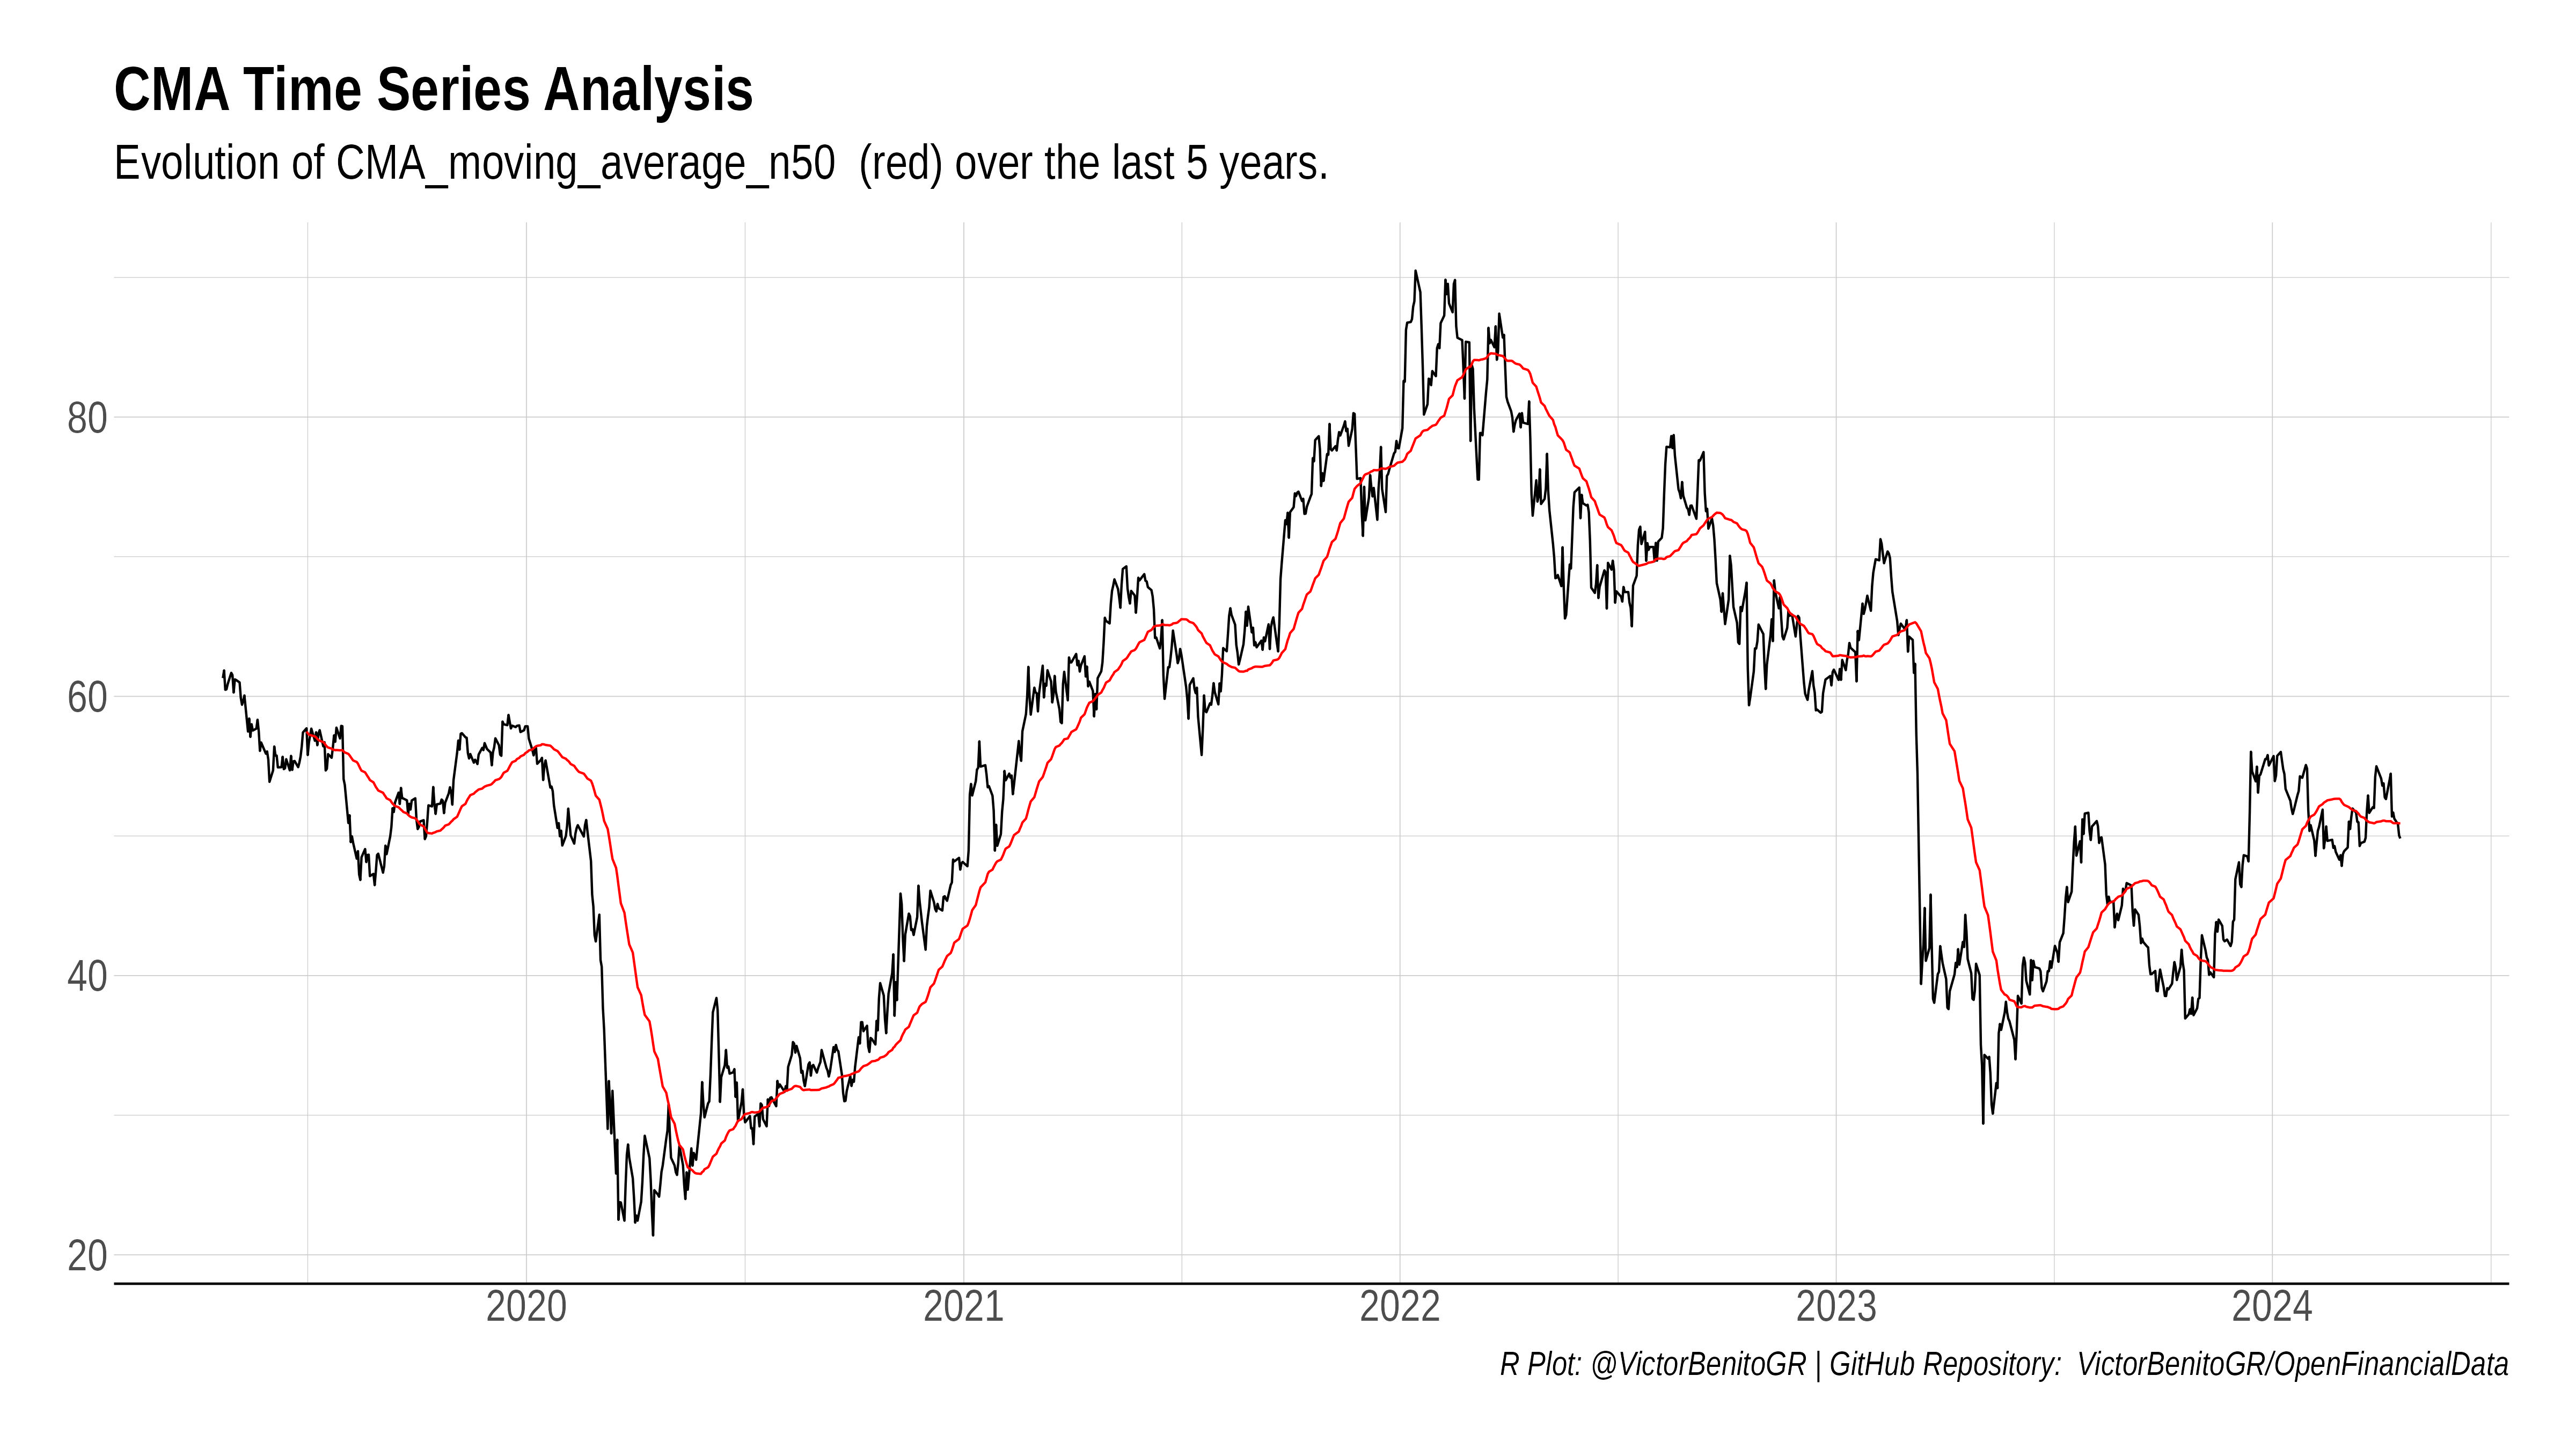 CMA Time Series Analysis
Evolution of CMA_moving_average_n50  (red) over the last 5 years.
80
60
40
20
2020 2021 2022 2023 2024
R Plot: @VictorBenitoGR | GitHub Repository:  VictorBenitoGR/OpenFinancialData